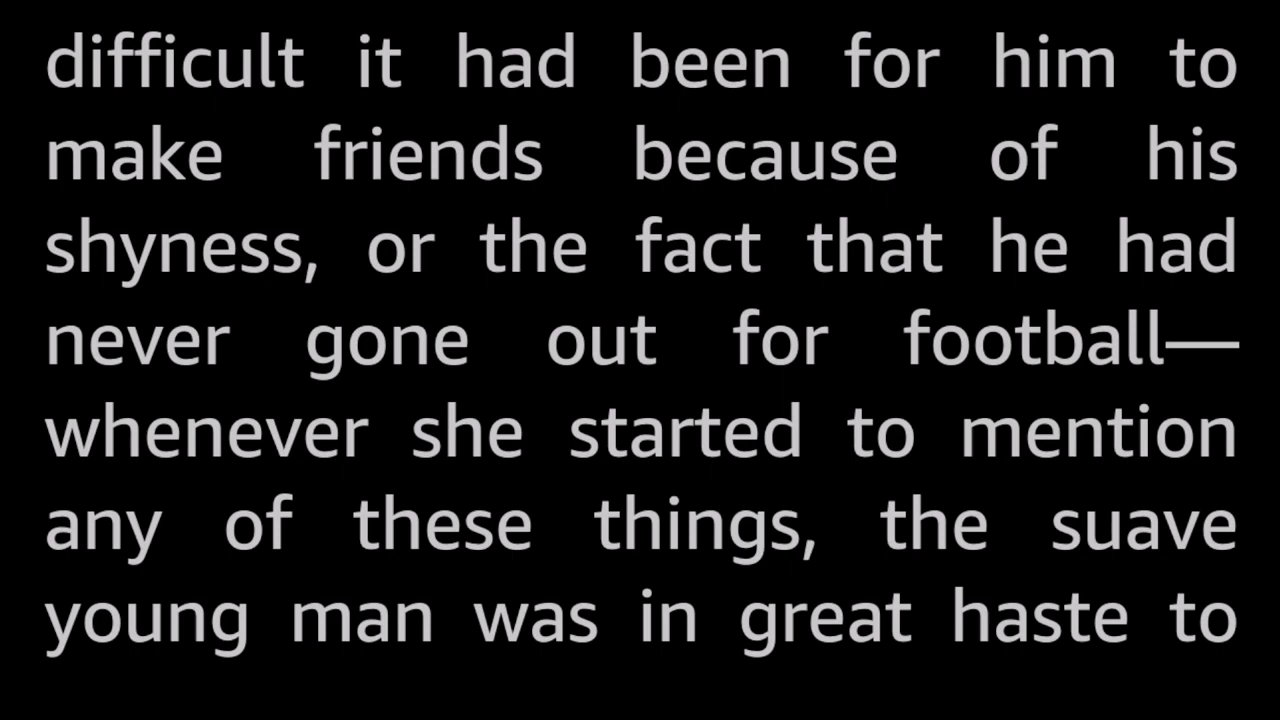 difficult it had been for him to
make friends because of his
shyness, or the fact that he had
never gone out for football—
whenever she started to mention
any of these things, the suave
young man was in great haste to